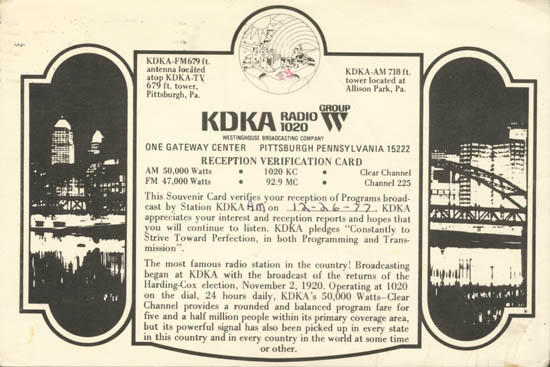 KDKA-FM 679 ft.
antenna located
atop KDKA-TV,
679 ft. tower,
Pittsburgh, Pa.
KDKA-AM 718 ft.
tower located at
Allison Park, Pa.
KDKA RADIO 1020 GROUP W
WESTINGHOUSE BROADCASTING COMPANY
ONE GATEWAY CENTER • PITTSBURGH PENNSYLVANIA 15222
RECEPTION VERIFICATION CARD
AM 50,000 Watts • 1020 KC • Clear Channel
FM 47,000 Watts • 92.9 MC • Channel 225
This Souvenir Card verifies your reception of Programs broad-
cast by Station KDKA AM on 12-26-77 KDKA
appreciates your interest and reception reports and hopes that
you will continue to listen. KDKA pledges "Constantly to
Strive Toward Perfection, in both Programming and Trans-
mission".
The most famous radio station in the country! Broadcasting
began at KDKA with the broadcast of the returns of the
Harding-Cox election, November 2, 1920. Operating at 1020
on the dial, 24 hours daily, KDKA's 50,000 Watts—Clear
Channel provides a rounded and balanced program fare for
five and a half million people within its primary coverage area,
but its powerful signal has also been picked up in every state
in this country and in every country in the world at some time
or other.